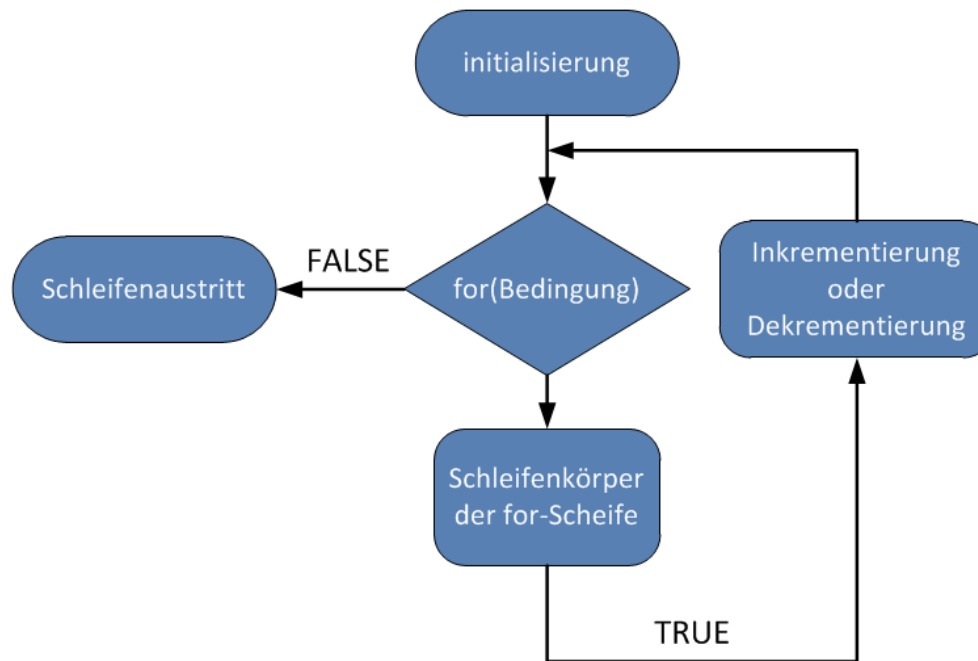 initialisierung
FALSE
Schleifenaustritt
for(Bedingung)
Inkrementierung
oder
Dekrementierung
Schleifenkörper
der for-Scheife
TRUE